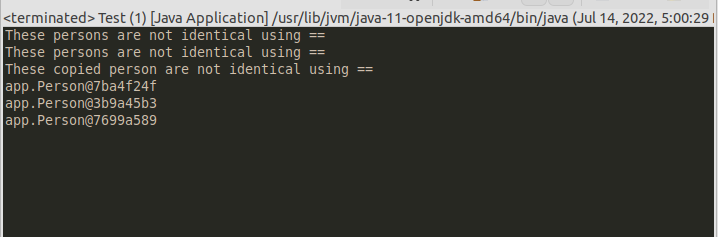 <terminated> Test (1) [Java Application] /usr/lib/jvm/java-11-openjdk-amd64/bin/java (Jul 14, 2022, 5:00:29
These persons are not identical using ==
These persons are not identical using ==
These copied person are not identical using ==
app.Person@7ba4f24f
app.Person@3b9a45b3
app.Person@7699a589